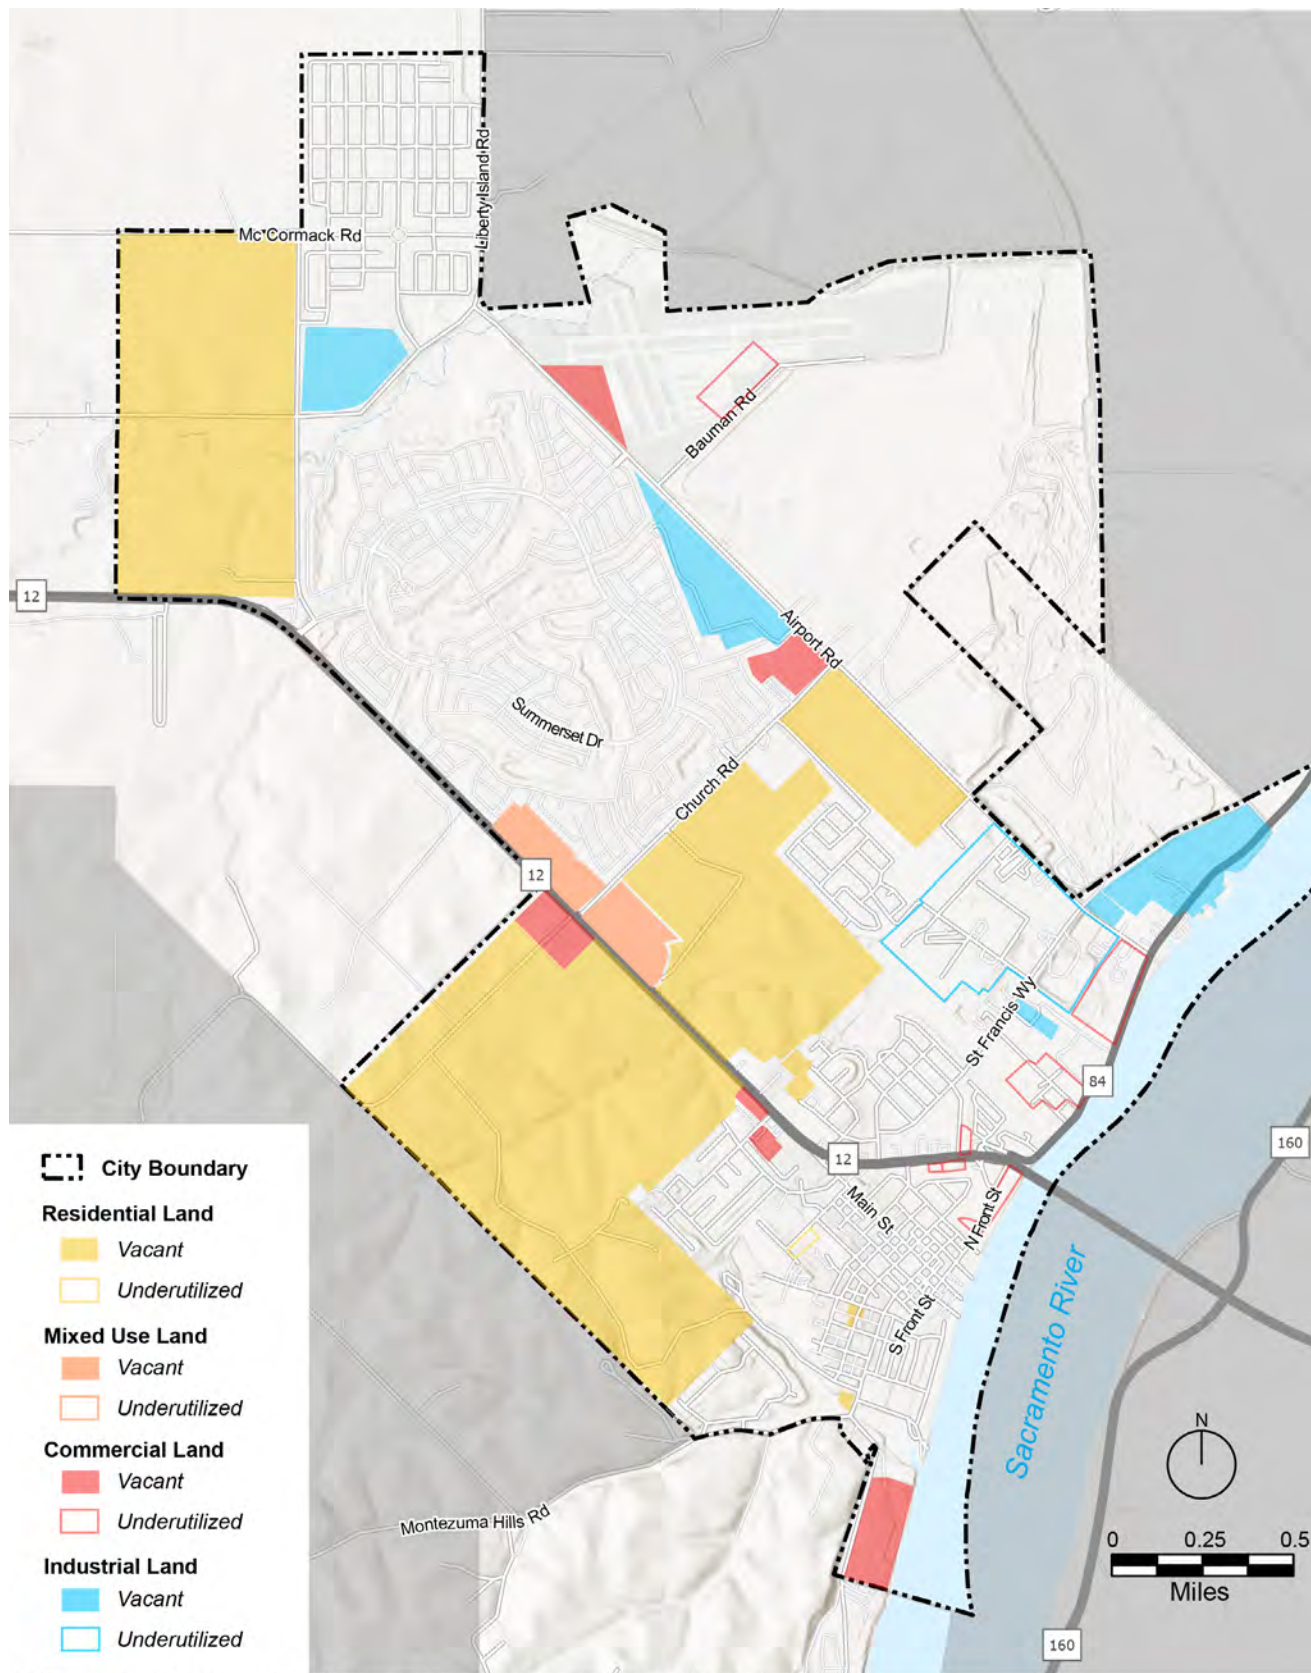 Liberty Island Rd
Mc Cormack Rd
Bauman Rd
12
Airport Rd
Summerset Dr
Church Rd
12
St Francis Wy
84
160
12
Main St
N Front St
S Front St
Sacramento River
Montezuma Hills Rd
160
N
0 0.25 0.5
Miles
City Boundary
Residential Land
Vacant
Underutilized
Mixed Use Land
Vacant
Underutilized
Commercial Land
Vacant
Underutilized
Industrial Land
Vacant
Underutilized